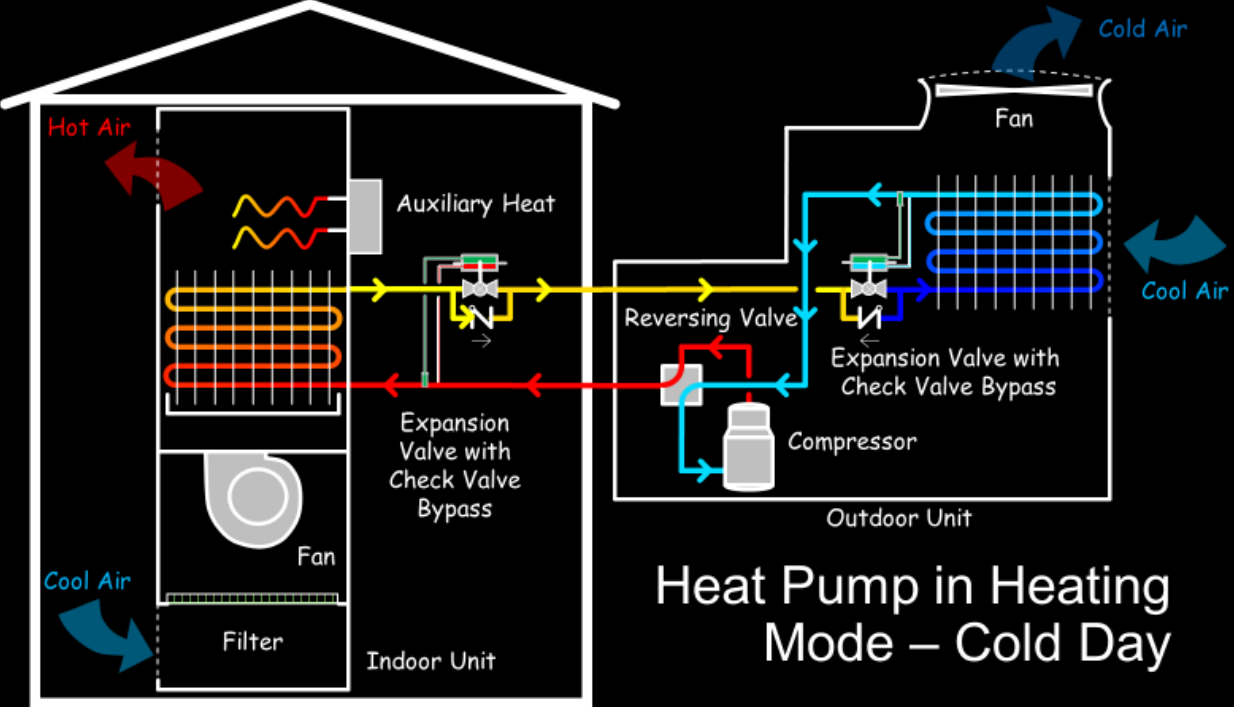 Cold Air
Hot Air
Fan
Auxiliary Heat
Cool Air
Reversing Valve
Expansion Valve with
Check Valve Bypass
Expansion
Valve with
Check Valve
Bypass
Compressor
Outdoor Unit
Fan
Cool Air
Filter
Indoor Unit
Heat Pump in Heating
Mode – Cold Day